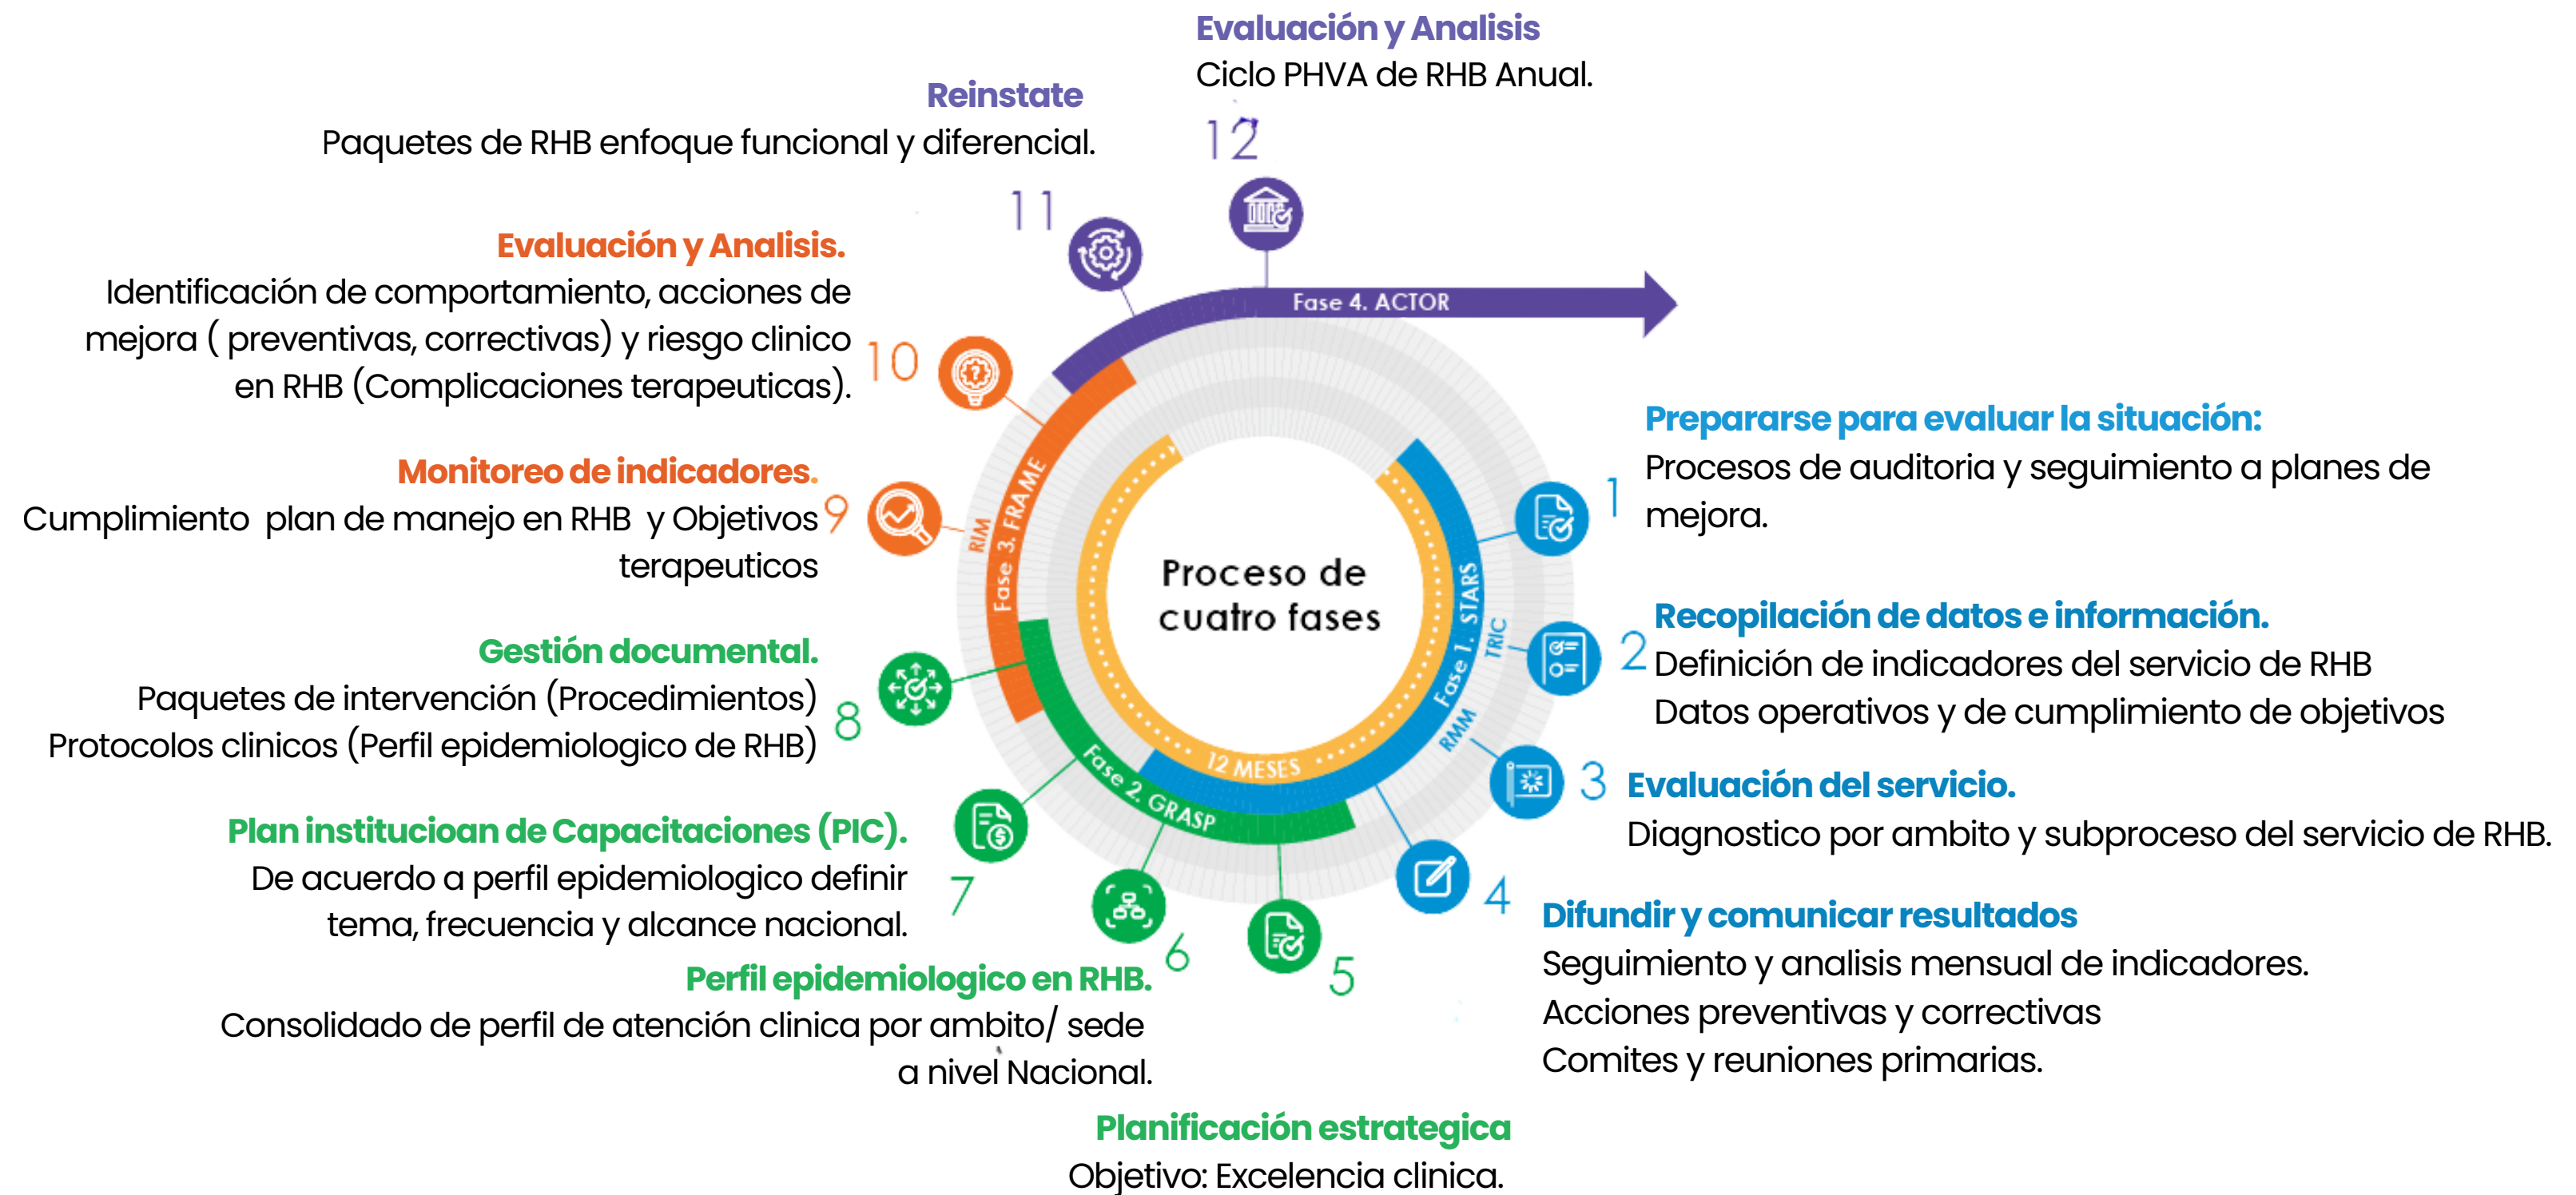 Evaluación y Analisis
Ciclo PHVA de RHB Anual.
12
Reinstate
Paquetes de RHB enfoque funcional y diferencial.
11
Evaluación y Analisis.
Identificación de comportamiento, acciones de
mejora ( preventivas, correctivas) y riesgo clinico
en RHB (Complicaciones terapeuticas).
10
Monitoreo de indicadores.
Cumplimiento plan de manejo en RHB y Objetivos
terapeuticos
9
Gestión documental.
Paquetes de intervención (Procedimientos)
Protocolos clinicos (Perfil epidemiologico de RHB)
8
Plan institucioan de Capacitaciones (PIC).
De acuerdo a perfil epidemiologico definir
tema, frecuencia y alcance nacional.
7
Perfil epidemiologico en RHB.
Consolidado de perfil de atención clinica por ambito/ sede
a nivel Nacional.
6
Planificación estrategica
Objetivo: Excelencia clinica.
5
Fase 4. ACTOR
Fase 3. FRAME
RIM
Fase 2. GRASP
12 MESES
Fase 1. STARS
TRIC
RMM
Proceso de
cuatro fases
1
Prepararse para evaluar la situación:
Procesos de auditoria y seguimiento a planes de
mejora.
2
Recopilación de datos e información.
Definición de indicadores del servicio de RHB
Datos operativos y de cumplimiento de objetivos
3
Evaluación del servicio.
Diagnostico por ambito y subproceso del servicio de RHB.
4
Difundir y comunicar resultados
Seguimiento y analisis mensual de indicadores.
Acciones preventivas y correctivas
Comites y reuniones primarias.